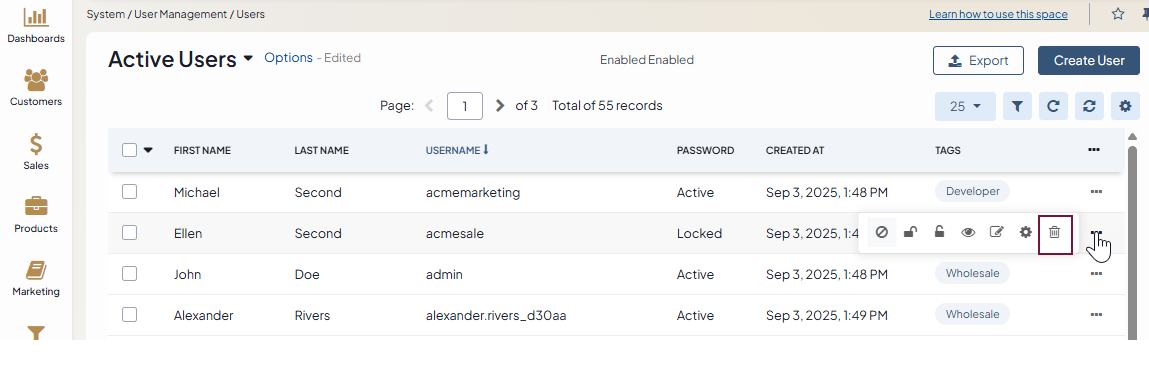 System / User Management / Users
Learn how to use this space
Dashboards
Customers
Sales
Products
Marketing
Active Users
Options - Edited
Enabled Enabled
Export
Create User
Page: 1 of 3 Total of 55 records
25
FIRST NAME LAST NAME USERNAME PASSWORD CREATED AT TAGS
Michael Second acmemarketing Active Sep 3, 2025, 1:48 PM Developer
Ellen Second acmesale Locked Sep 3, 2025, 1:4
John Doe admin Active Sep 3, 2025, 1:48 PM Wholesale
Alexander Rivers alexander.rivers_d30aa Active Sep 3, 2025, 1:49 PM Wholesale